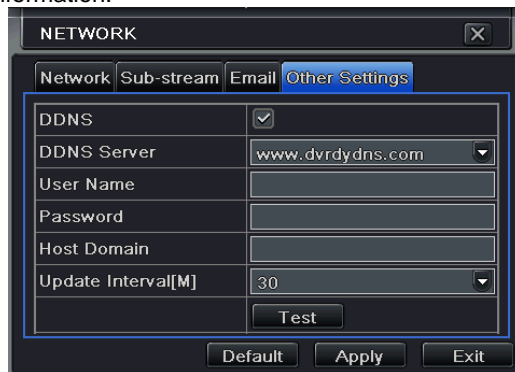 NETWORK
Network Sub-stream Email Other Settings
DDNS
DDNS Server www.dvrdydns.com
User Name
Password
Host Domain
Update Interval[M] 30
Test
Default Apply Exit